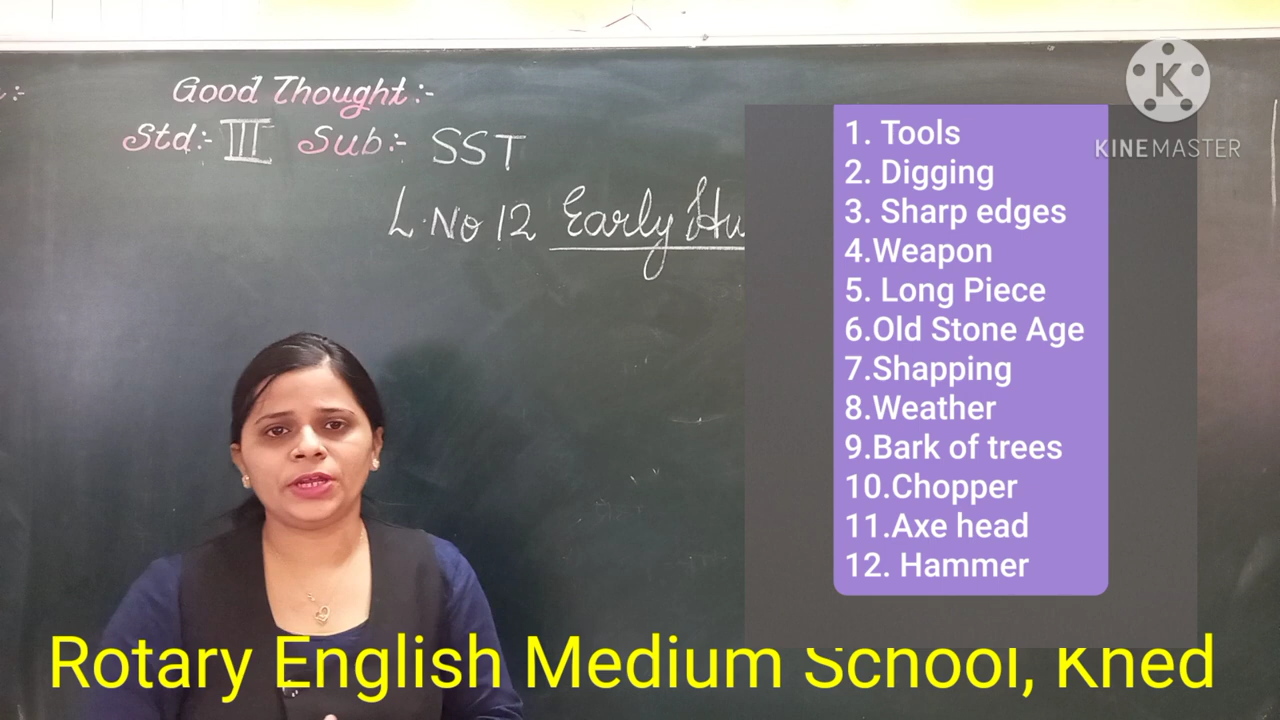 Good Thought:-
Std:- III Sub:- SST
L.No 12 Early Hu
1. Tools
2. Digging
3. Sharp edges
4.Weapon
5. Long Piece
6.Old Stone Age
7.Shapping
8.Weather
9.Bark of trees
10.Chopper
11.Axe head
12. Hammer
K
KINEMASTER
Rotary English Medium School, Khed